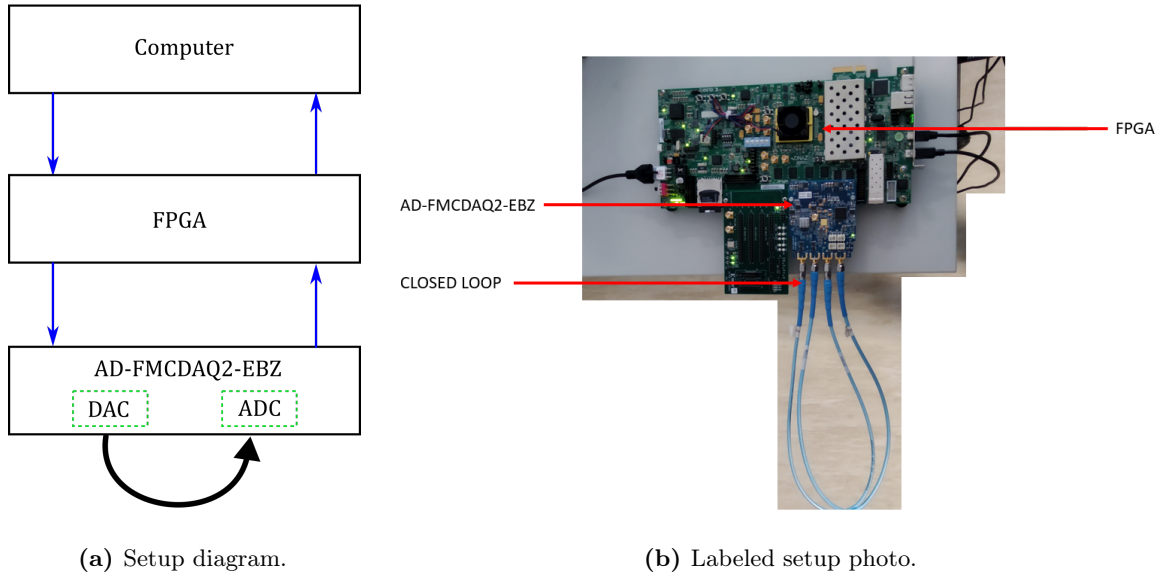 Computer
FPGA
AD-FMCDAQ2-EBZ
DAC ADC
(a) Setup diagram.
FPGA
AD-FMCDAQ2-EBZ
CLOSED LOOP
(b) Labeled setup photo.